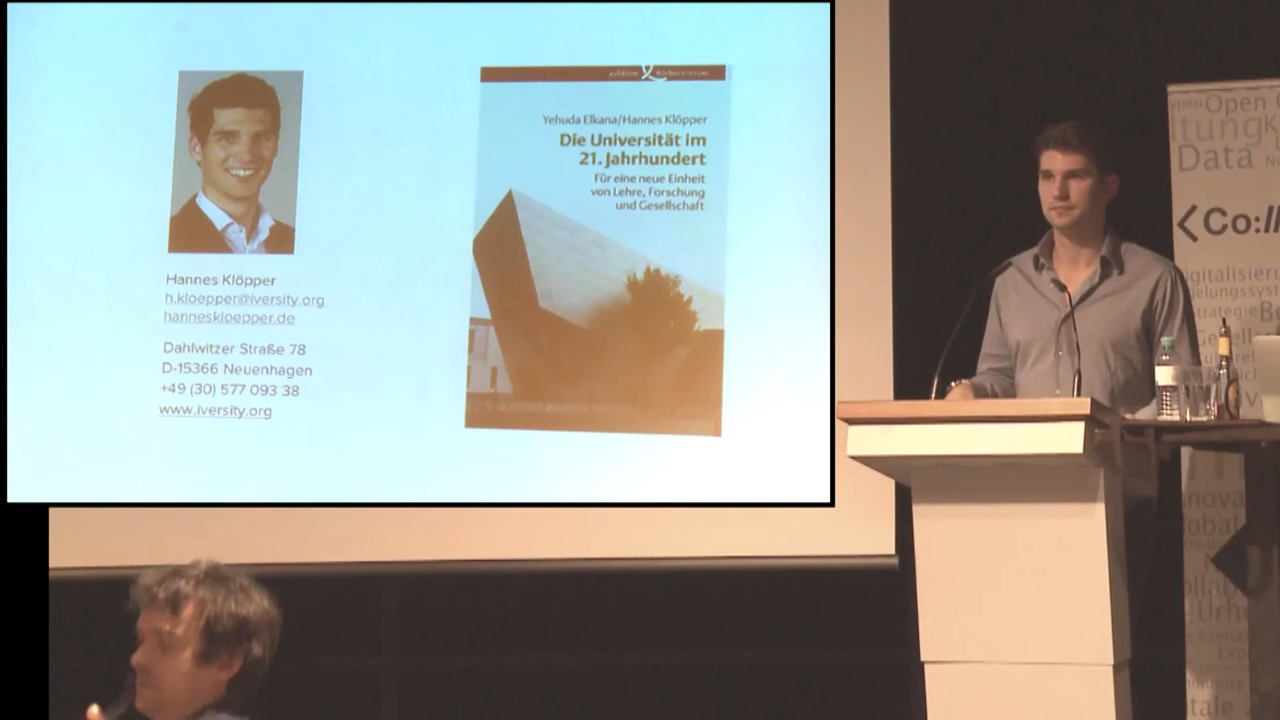 Hannes Klöpper
h.kloepper@iversity.org
hanneskloepper.de
Dahlwitzer Straße 78
D-15366 Neuenhagen
+49 (30) 577 093 38
www.iversity.org
Yehuda Elkana/Hannes Klöpper
Die Universität im
21. Jahrhundert
Für eine neue Einheit
von Lehre, Forschung
und Gesellschaft
Open
Data
Co:ll